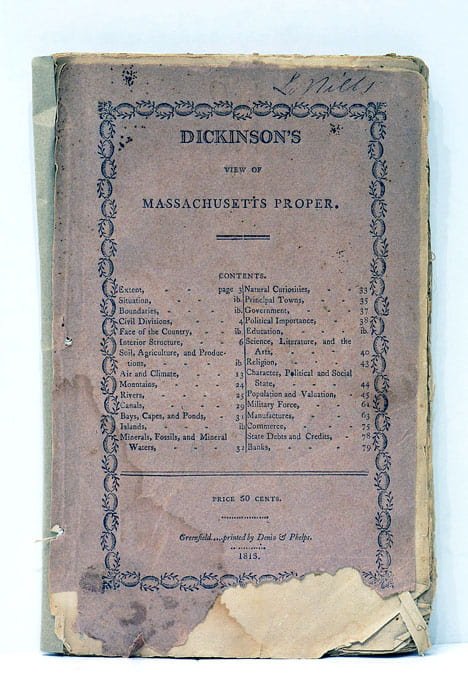 DICKINSON'S
VIEW OF
MASSACHUSETTS PROPER.
CONTENTS.
Extent, - - - page 3
Situation, - - - ib.
Boundaries, - - - ib.
Civil Divisions, - - - 4
Face of the Country, - - ib.
Interior Structure, - - 6
Soil, Agriculture, and Produc-
tions, - - - ib.
Air and Climate, - - 13
Mountains, - - - 24
Rivers, - - - 25
Canals, - - - 29
Bays, Capes, and Ponds, - 31
Islands, - - - ib
Minerals, Fossils, and Mineral
Waters, - - - 32
Natural Curiosities, - - 33
Principal Towns, - - 35
Government, - - - 37
Political Importance, - - 38
Education, - - - ib.
Science, Literature, and the
Arts, - - - 40
Religion, - - - 43
Character, Political and Social
State, - - - 44
Population and Valuation, - 45
Military Force, - - 61
Manufactures, - - 63
Commerce, - - - 75
State Debts and Credits, - 78
Banks, - - - 79
PRICE 50 CENTS.
Greenfield....printed by Denio & Phelps.
1813.